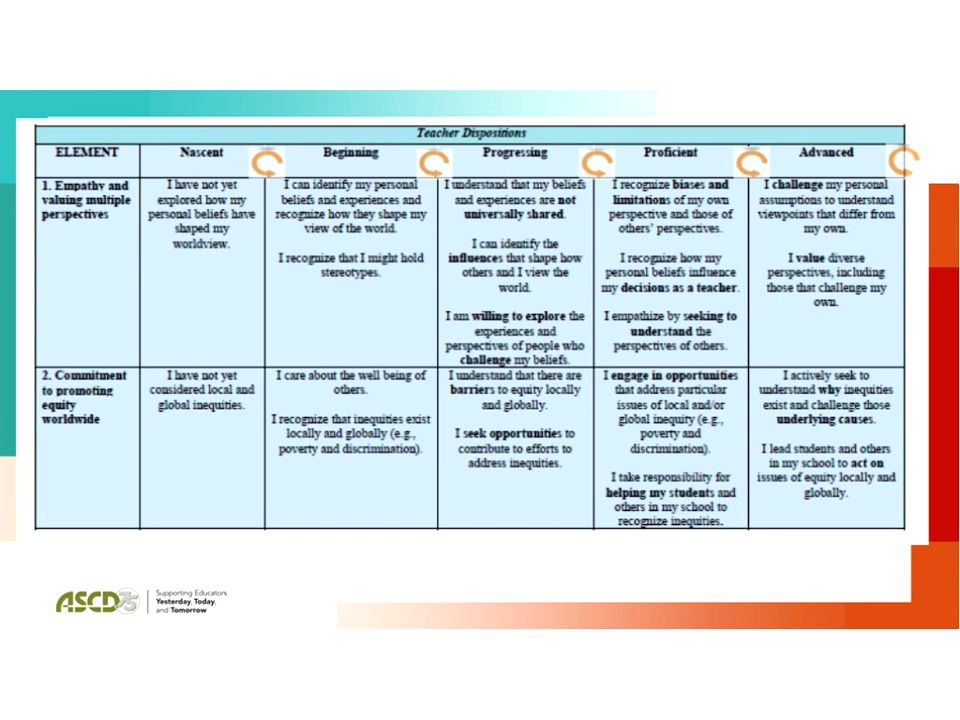 Teacher Dispositions
ELEMENT
Nascent
Beginning
Progressing
Proficient
Advanced
1. Empathy and
valuing multiple
perspectives
I have not yet
explored how my
personal beliefs have
shaped my
worldview.
I can identify my personal
beliefs and experiences and
recognize how they shape my
view of the world.
I recognize that I might hold
stereotypes.
I understand that my beliefs
and experiences are not
universally shared.
I can identify the
influences that shape how
others and I view the
world.
I am willing to explore the
experiences and
perspectives of people who
challenge my beliefs.
I recognize biases and
limitations of my own
perspective and those of
others' perspectives.
I recognize how my
personal beliefs influence
my decisions as a teacher.
I empathize by seeking to
understand the
perspectives of others.
I challenge my personal
assumptions to understand
viewpoints that differ from
my own.
I value diverse
perspectives, including
those that challenge my
own.
2. Commitment
to promoting
equity
worldwide
I have not yet
considered local and
global inequities.
I care about the well being of
others.
I recognize that inequities exist
locally and globally (e.g.,
poverty and discrimination).
I understand that there are
barriers to equity locally
and globally.
I seek opportunities to
contribute to efforts to
address inequities.
I engage in opportunities
that address particular
issues of local and/or
global inequity (e.g.,
poverty and
discrimination).
I take responsibility for
helping my students and
others in my school to
recognize inequities.
I actively seek to
understand why inequities
exist and challenge those
underlying causes.
I lead students and others
in my school to act on
issues of equity locally and
globally.
ASCD 75
Supporting Educators
Yesterday, Today,
and Tomorrow